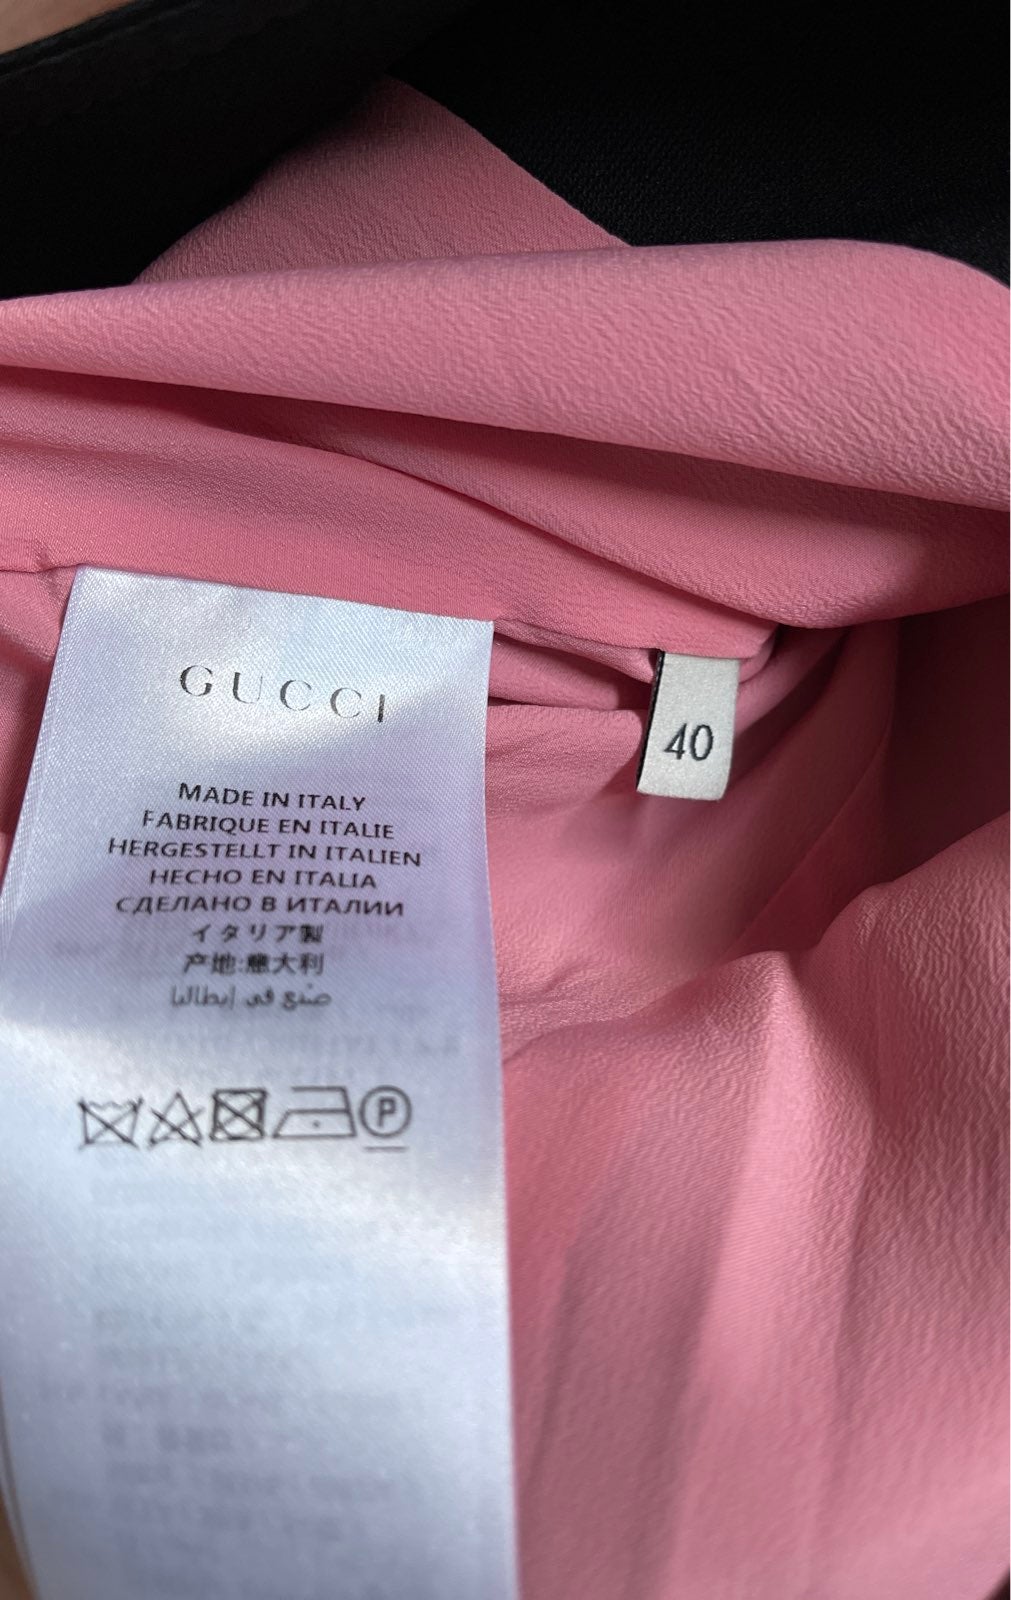 GUCCI
MADE IN ITALY
FABRIQUE EN ITALIE
HERGESTELLT IN ITALIEN
HECHO EN ITALIA
СДЕЛАНО В ИТАЛИИ
イタリア製
产地:意大利
صنع في إيطاليا
P
40